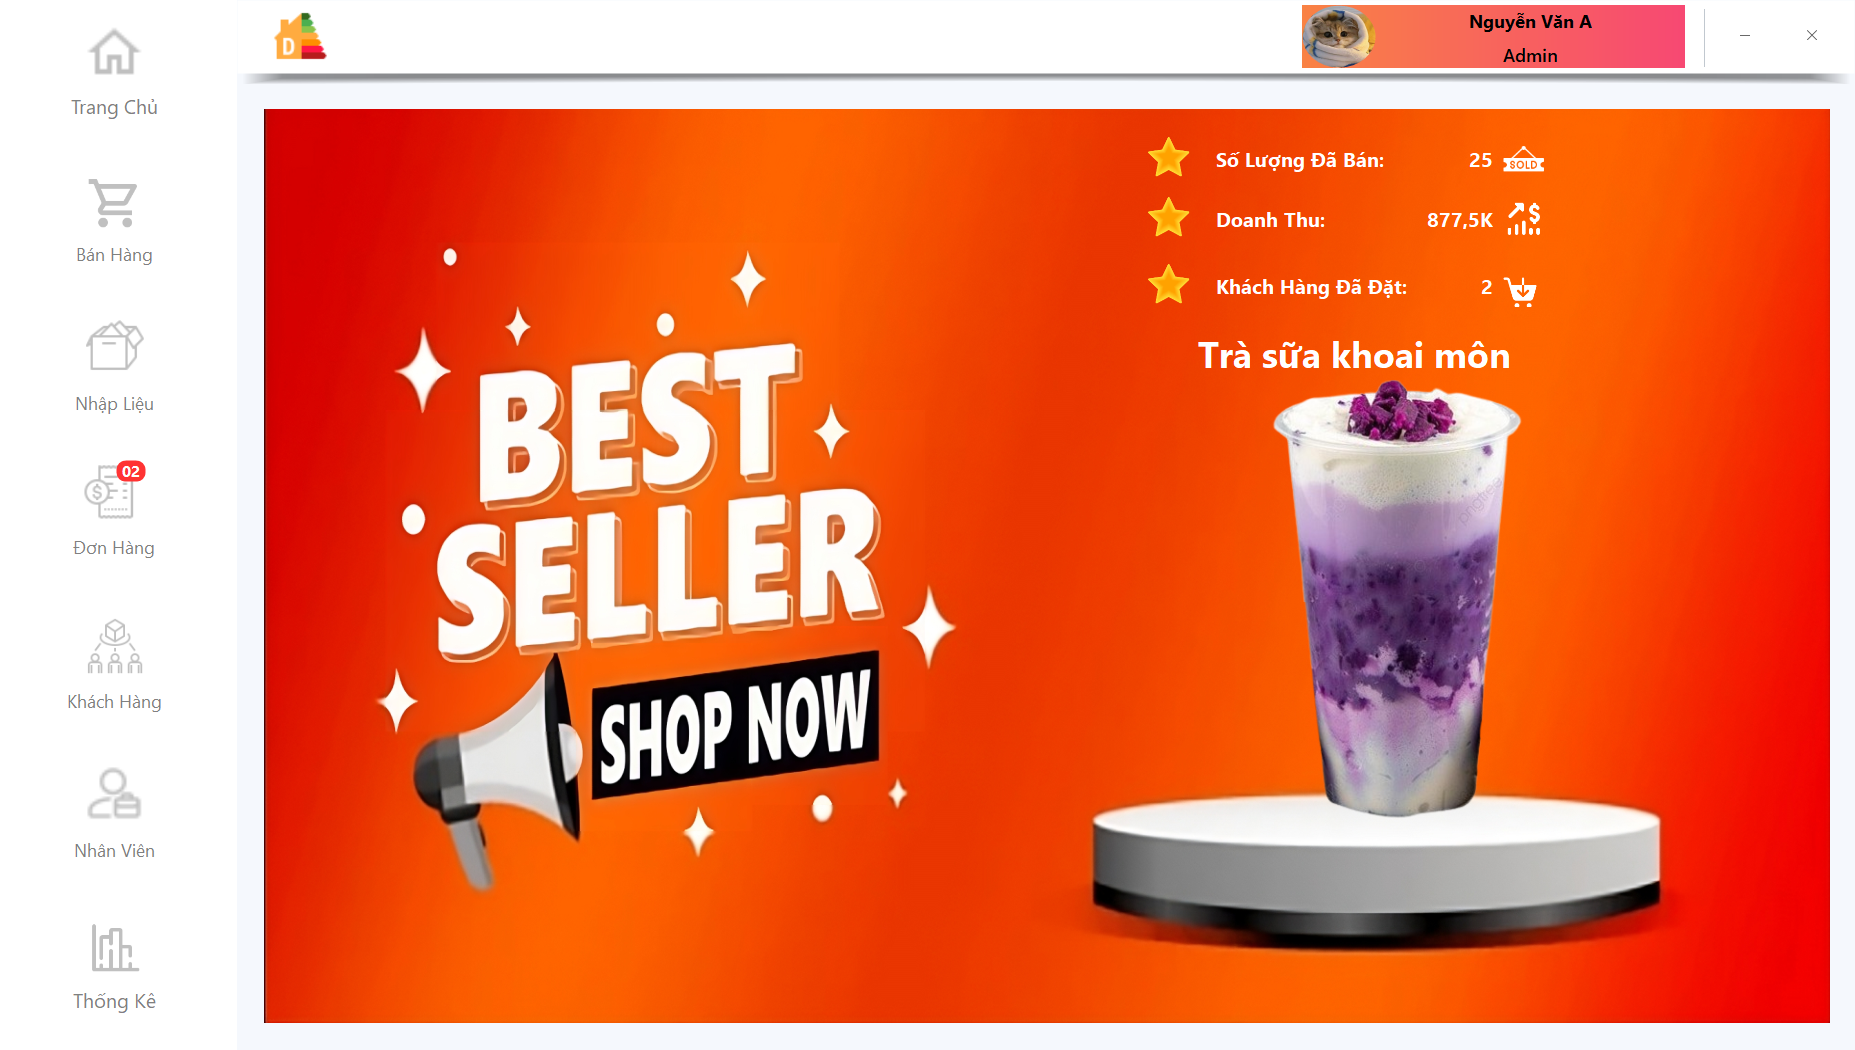 D
Nguyễn Văn A
Admin
Trang Chủ
Bán Hàng
Nhập Liệu
02
Đơn Hàng
Khách Hàng
Nhân Viên
Thống Kê
Số Lượng Đã Bán: 25
SOLD
Doanh Thu: 877,5K
Khách Hàng Đã Đặt: 2
Trà sữa khoai môn
BEST
SELLER
SHOP NOW